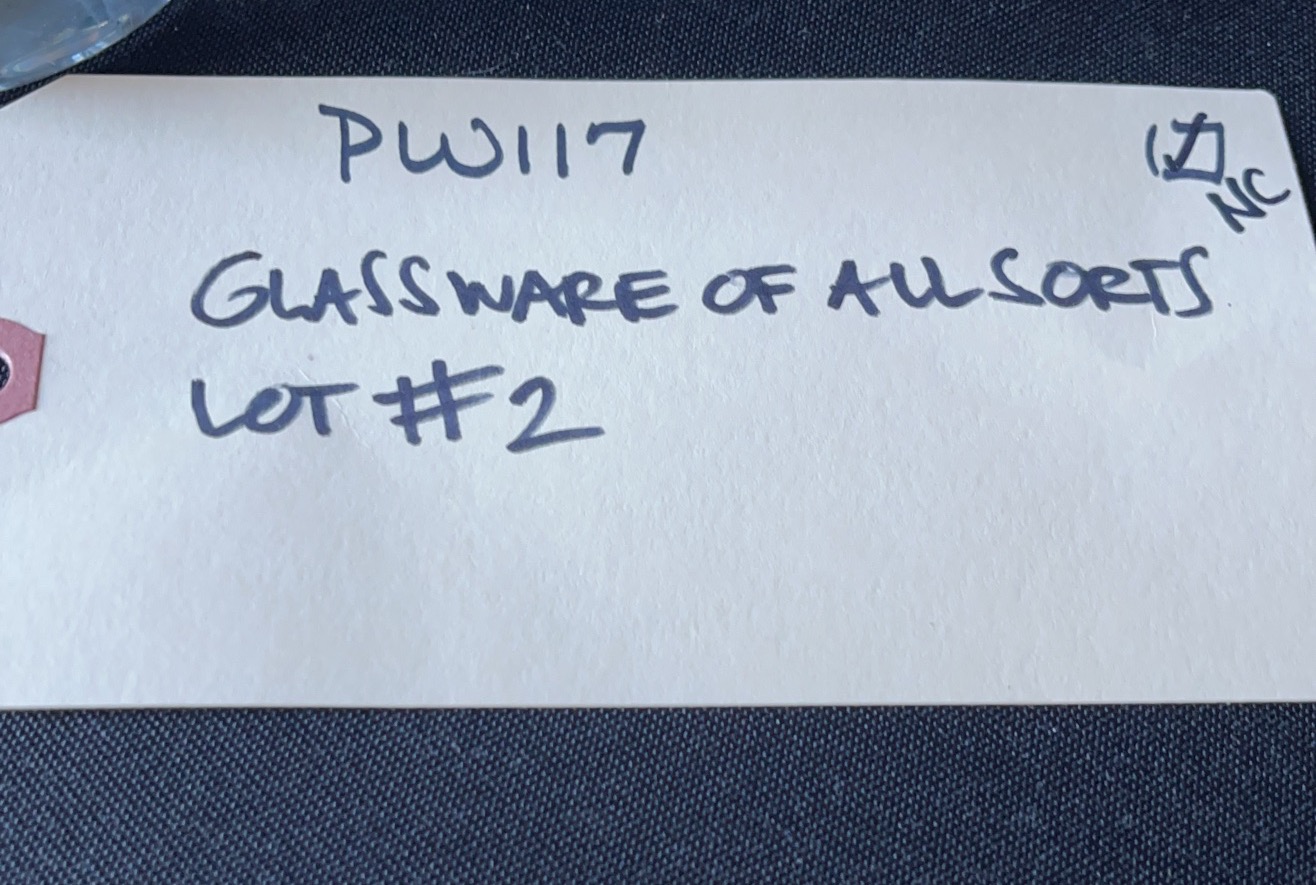 PW117
NC
GLASSWARE OF ALL SORTS
LOT #2